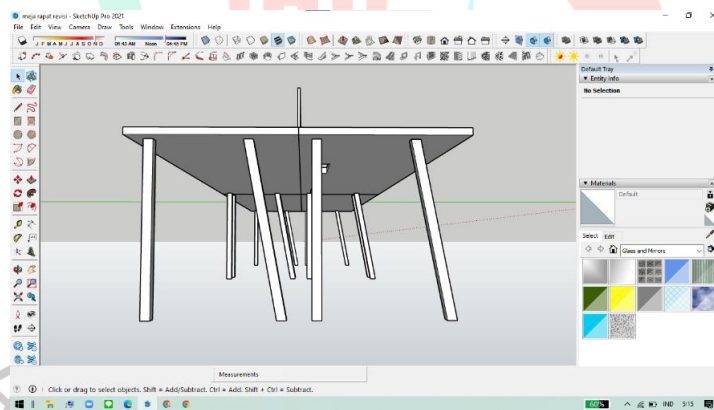 meja rapat revisi - SketchUp Pro 2021
File Edit View Camera Draw Tools Window Extensions Help
J F M A M J J A S O N D 06:43 AM Noon 04:45 PM
Default Tray
Entity Info
No Selection
Materials
Default
Select Edit
Glass and Mirrors
Measurements
Click or drag to select objects. Shift = Add/Subtract. Ctrl = Add. Shift + Ctrl = Subtract.
60% IND 9:15